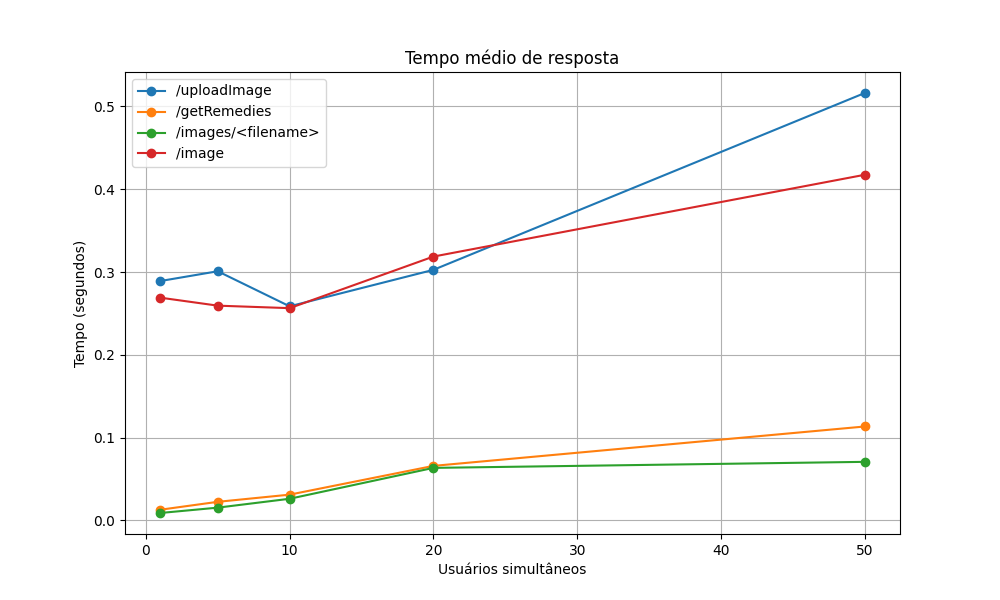 Tempo médio de resposta
/uploadImage
/getRemedies
/images/<filename>
/image
Tempo (segundos)
0.5
0.4
0.3
0.2
0.1
0.0
0 10 20 30 40 50
Usuários simultâneos